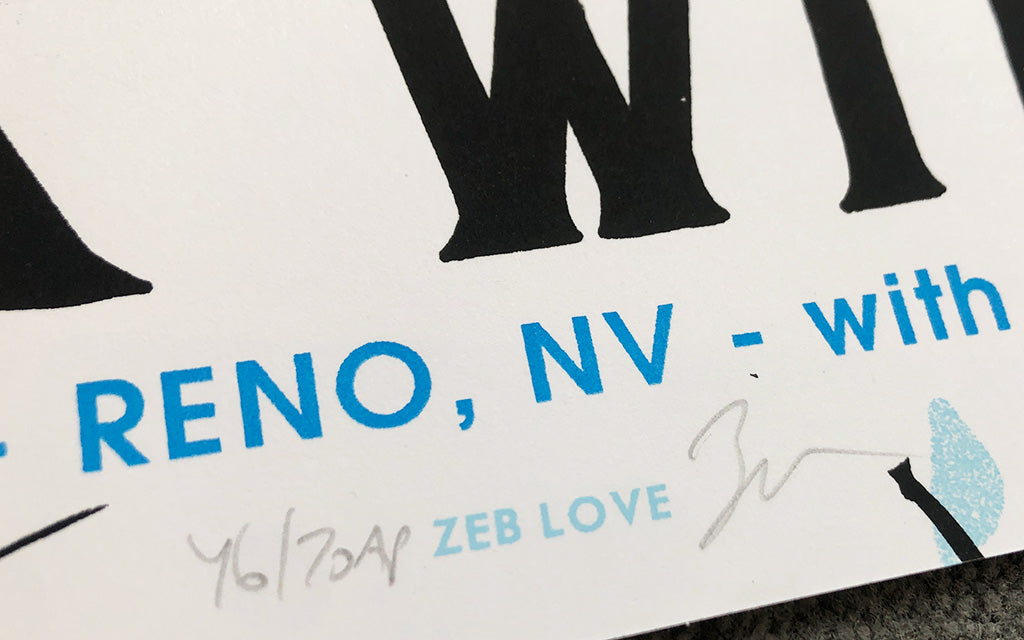 W
RENO, NV - with
46/70AP ZEB LOVE